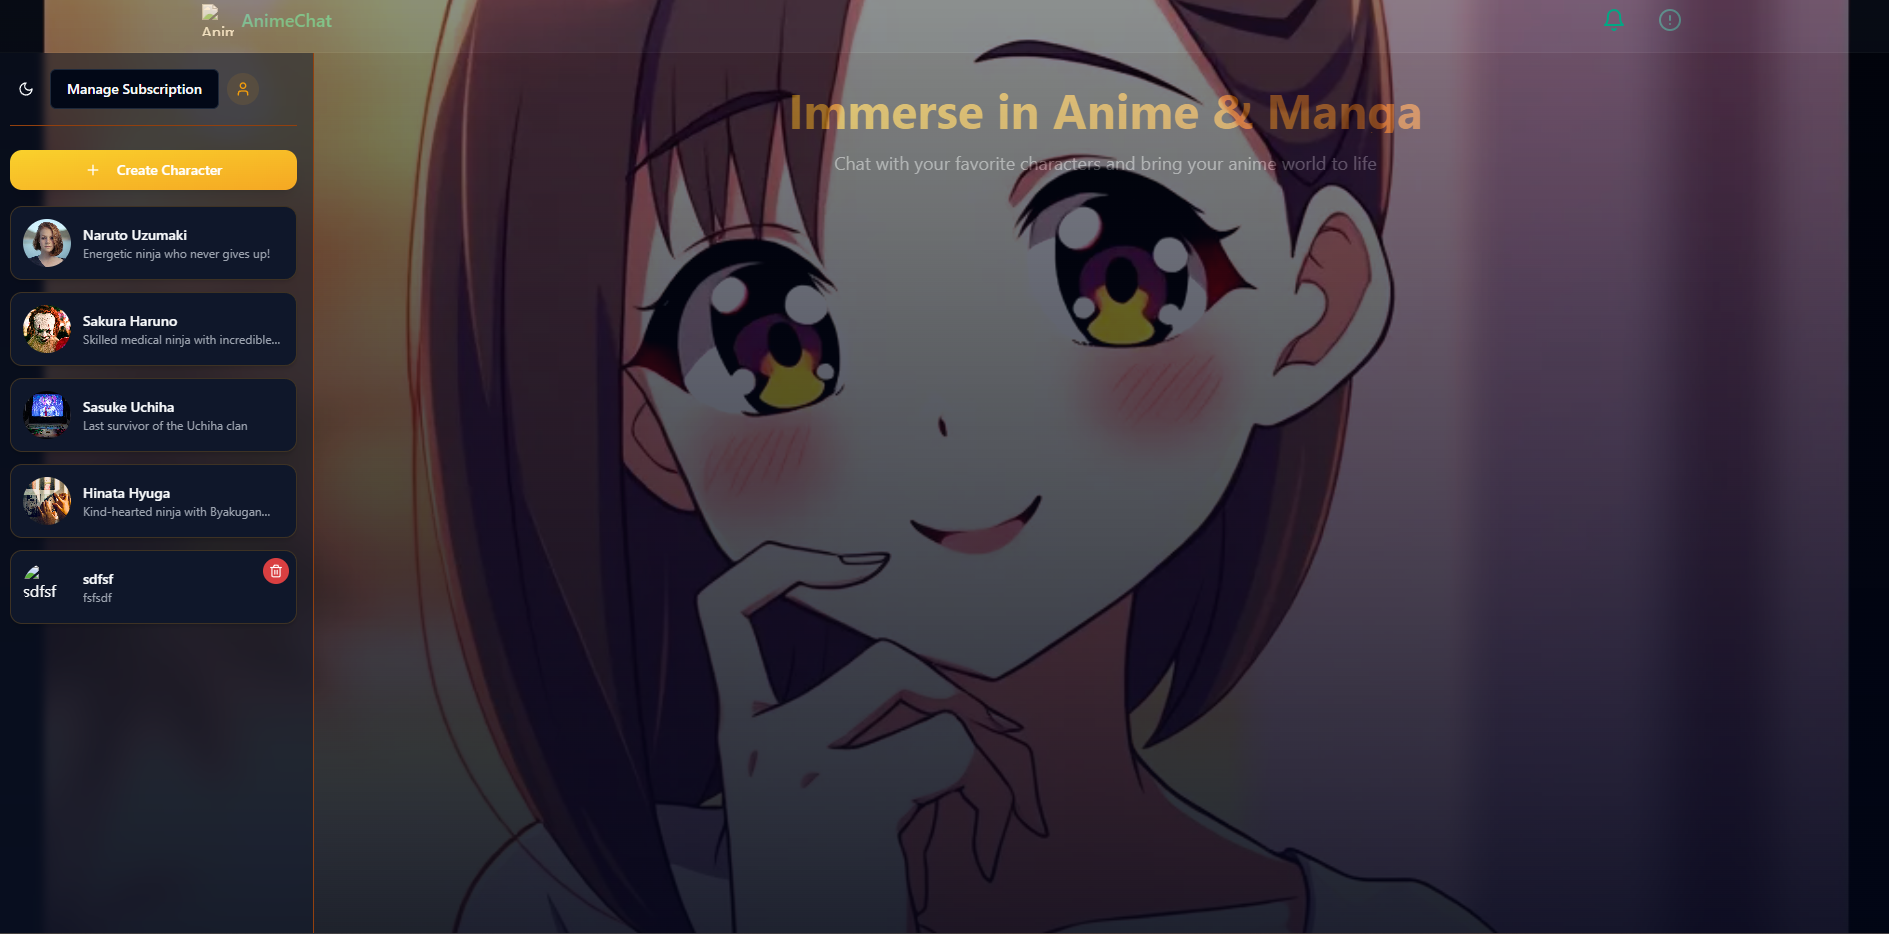 Anim
AnimeChat
Manage Subscription
Immerse in Anime & Manga
Chat with your favorite characters and bring your anime world to life
Create Character
Naruto Uzumaki
Energetic ninja who never gives up!
Sakura Haruno
Skilled medical ninja with incredible...
Sasuke Uchiha
Last survivor of the Uchiha clan
Hinata Hyuga
Kind-hearted ninja with Byakugan...
sdfsf
sdfsf
fsfsdf